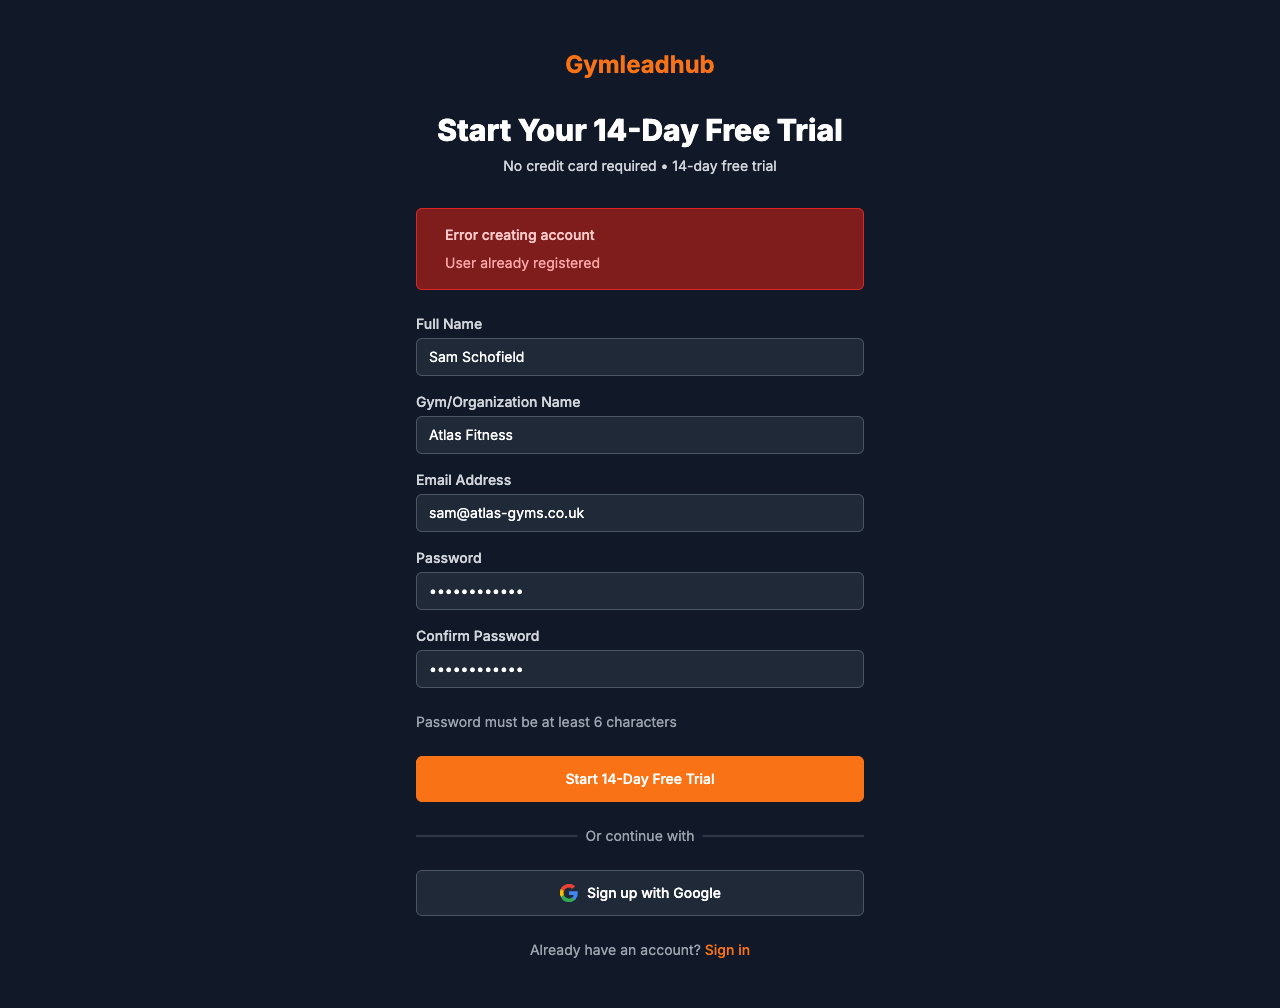 Gymleadhub
Start Your 14-Day Free Trial
No credit card required • 14-day free trial
Error creating account
User already registered
Full Name
Sam Schofield
Gym/Organization Name
Atlas Fitness
Email Address
sam@atlas-gyms.co.uk
Password
••••••••••••
Confirm Password
••••••••••••
Password must be at least 6 characters
Start 14-Day Free Trial
Or continue with
Sign up with Google
Already have an account? Sign in